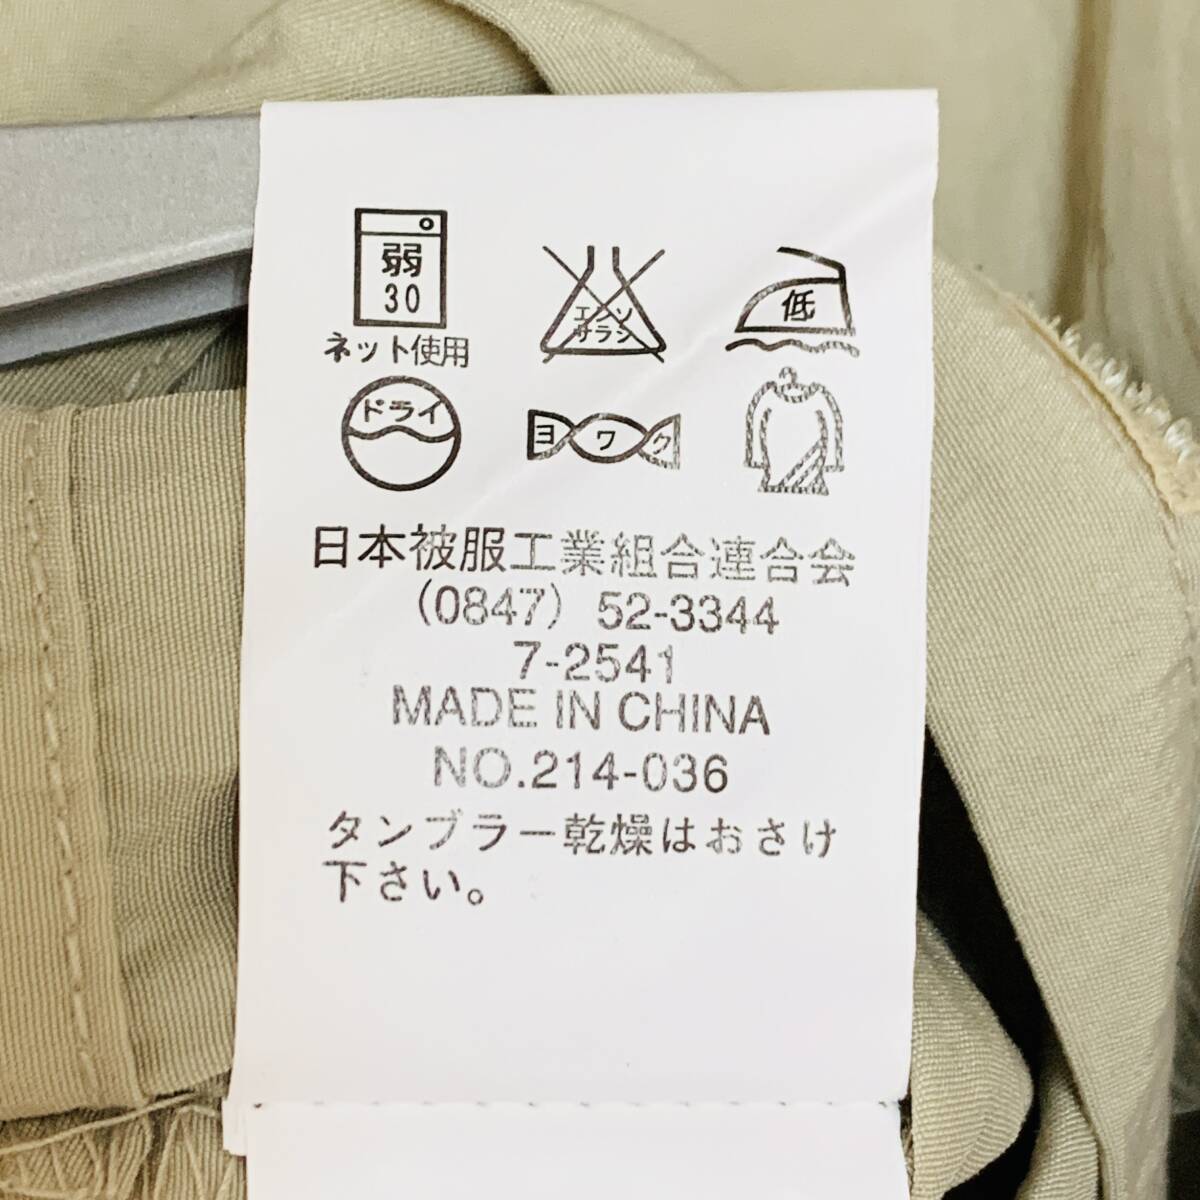 弱
30
ネット使用
エンソ
サラシ
低
ドライ
ヨワク
日本被服工業組合連合会
(0847) 52-3344
7-2541
MADE IN CHINA
NO.214-036
タンブラー乾燥はおさけ
下さい。